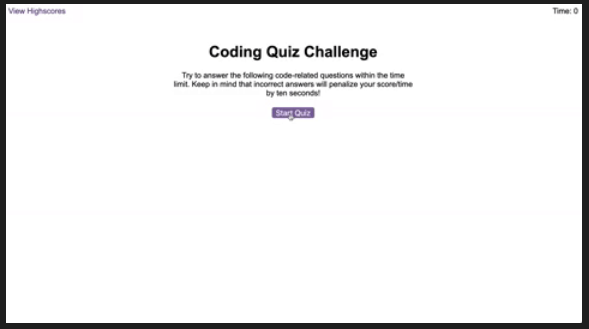 View Highscores
Time: 0
Coding Quiz Challenge
Try to answer the following code-related questions within the time
limit. Keep in mind that incorrect answers will penalize your score/time
by ten seconds!
Start Quiz